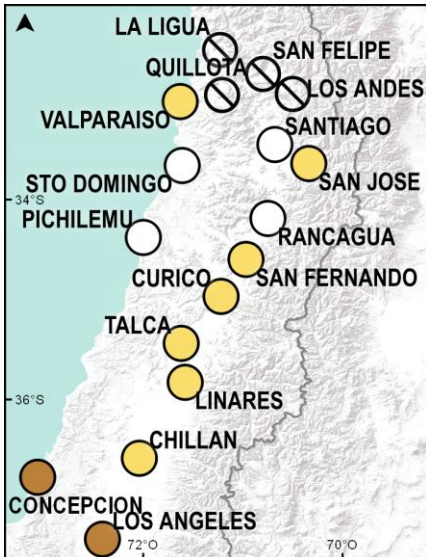 LA LIGUA
SAN FELIPE
QUILLOTA
LOS ANDES
VALPARAISO
SANTIAGO
STO DOMINGO
SAN JOSE
34°S
PICHILEMU
RANCAGUA
CURICO
SAN FERNANDO
TALCA
36°S
LINARES
CHILLAN
CONCEPCION
LOS ANGELES
72°O
70°O